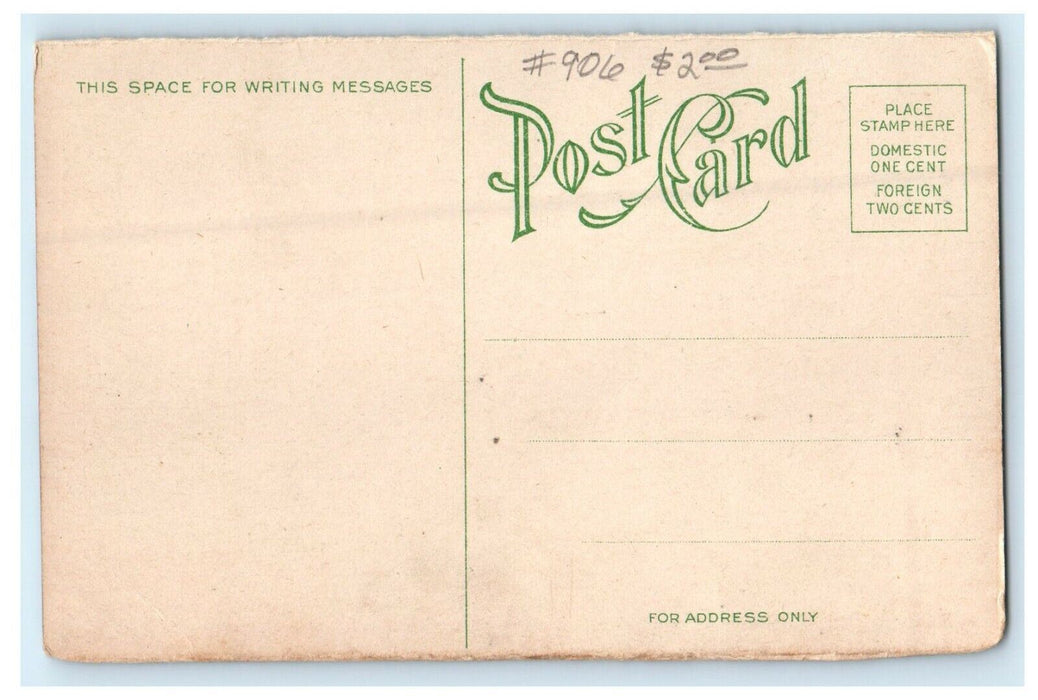 #906 $2.00
THIS SPACE FOR WRITING MESSAGES
Post Card
PLACE
STAMP HERE
DOMESTIC
ONE CENT
FOREIGN
TWO CENTS
FOR ADDRESS ONLY